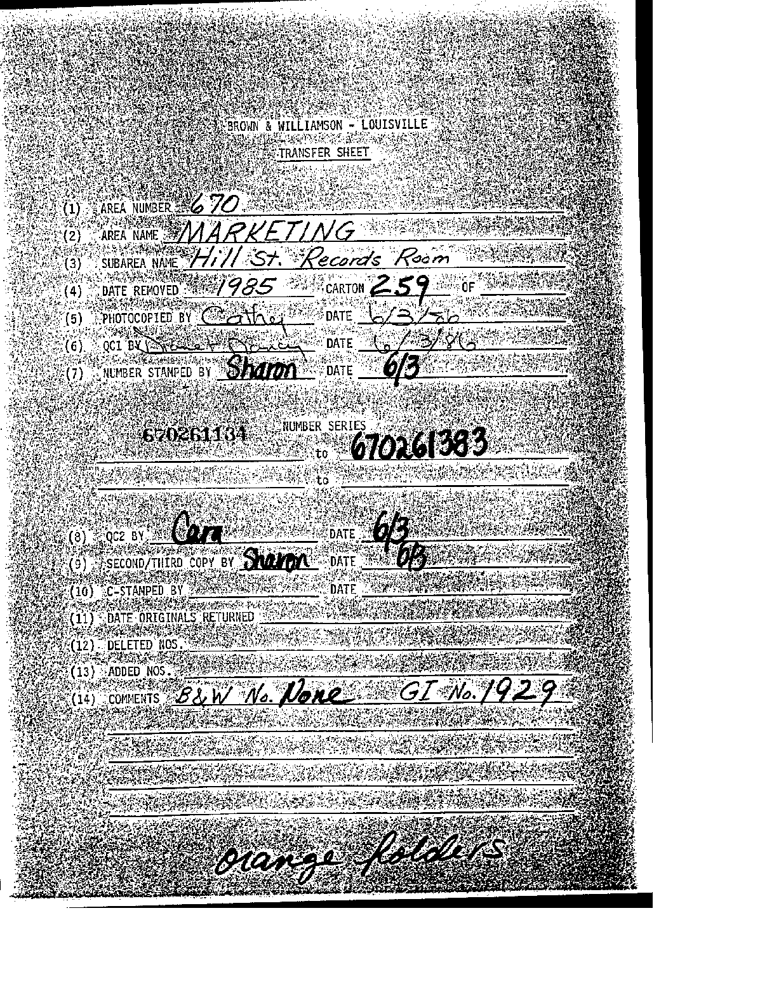 BROWN & WILLIAMSON - LOUISVILLE
TRANSFER SHEET
(1) AREA NUMBER 670
(2) AREA NAME MARKETING
(3) SUBAREA NAME Hill St. Records Room
(4) DATE REMOVED 1985 CARTON 259 OF
(5) PHOTOCOPIED BY Cathey DATE 6/3/86
(6) QC1 BY DATE 6/3/86
(7) NUMBER STAMPED BY Sharon DATE 6/3
NUMBER SERIES
670261134 to 670261383
to
(8) QC2 BY Cara DATE 6/3
(9) SECOND/THIRD COPY BY Sharon DATE 6/3
(10) C-STAMPED BY DATE
(11) DATE ORIGINALS RETURNED
(12) DELETED NOS.
(13) ADDED NOS.
(14) COMMENTS B&W No. None GI No. 1929
orange folders